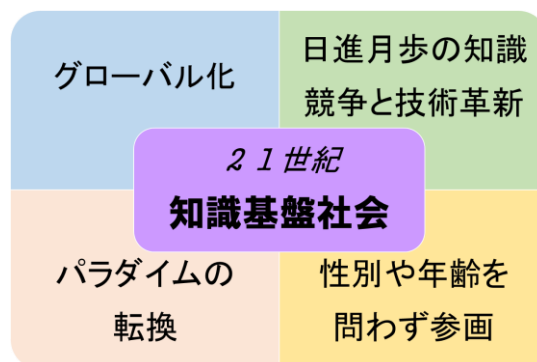 グローバル化
日進月歩の知識
競争と技術革新
２１世紀
知識基盤社会
パラダイムの
転換
性別や年齢を
問わず参画